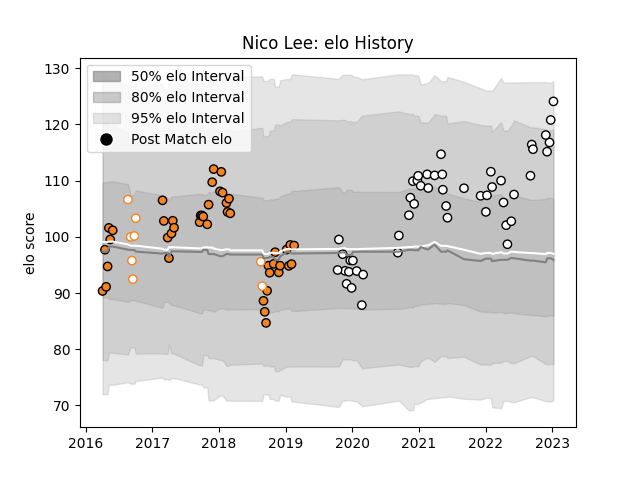 Nico Lee: elo History
50% elo Interval
80% elo Interval
95% elo Interval
Post Match elo
elo score
130
120
110
100
90
80
70
2016 2017 2018 2019 2020 2021 2022 2023